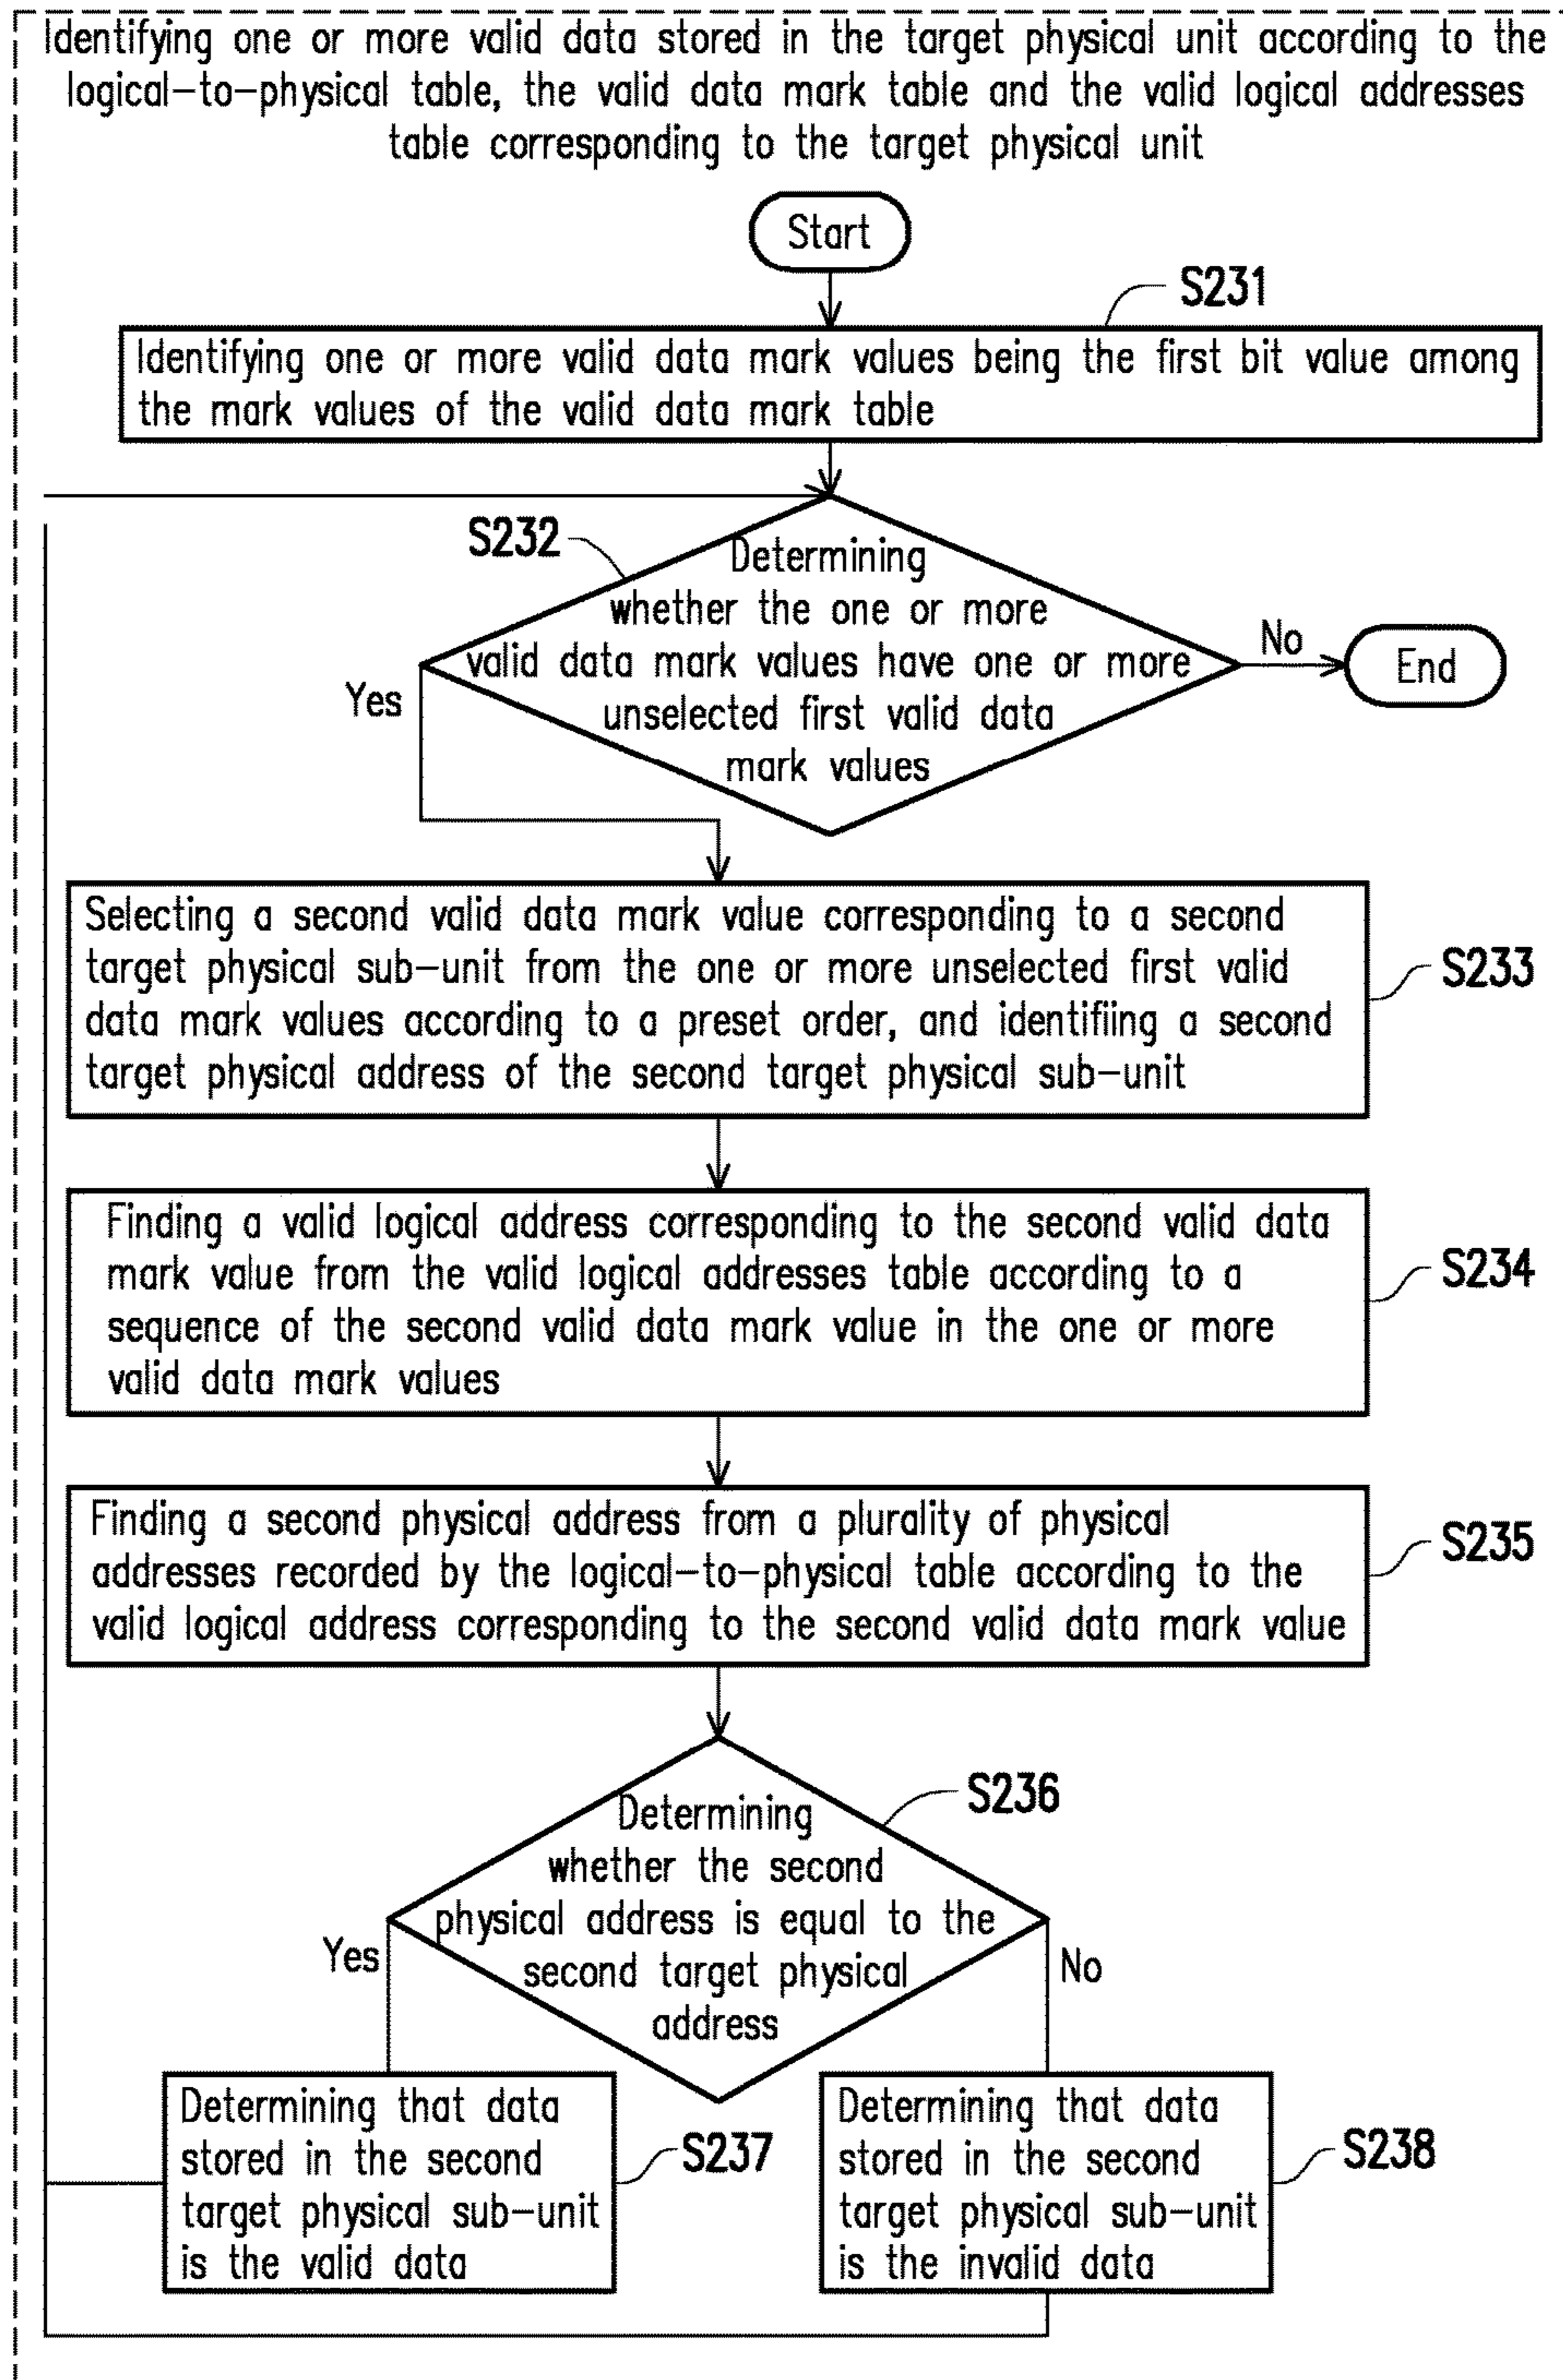 Identifying one or more valid data stored in the target physical unit according to the
logical-to-physical table, the valid data mark table and the valid logical addresses
table corresponding to the target physical unit
Start
S231
Identifying one or more valid data mark values being the first bit value among
the mark values of the valid data mark table
S232
Determining
whether the one or more
valid data mark values have one or more
unselected first valid data
mark values
No
End
Yes
Selecting a second valid data mark value corresponding to a second
target physical sub-unit from the one or more unselected first valid
data mark values according to a preset order, and identifiing a second
target physical address of the second target physical sub-unit
S233
Finding a valid logical address corresponding to the second valid data
mark value from the valid logical addresses table according to a
sequence of the second valid data mark value in the one or more
valid data mark values
S234
Finding a second physical address from a plurality of physical
addresses recorded by the logical-to-physical table according to the
valid logical address corresponding to the second valid data mark value
S235
S236
Determining
whether the second
physical address is equal to the
second target physical
address
Yes
No
Determining that data
stored in the second
target physical sub-unit
is the valid data
S237
Determining that data
stored in the second
target physical sub-unit
is the invalid data
S238